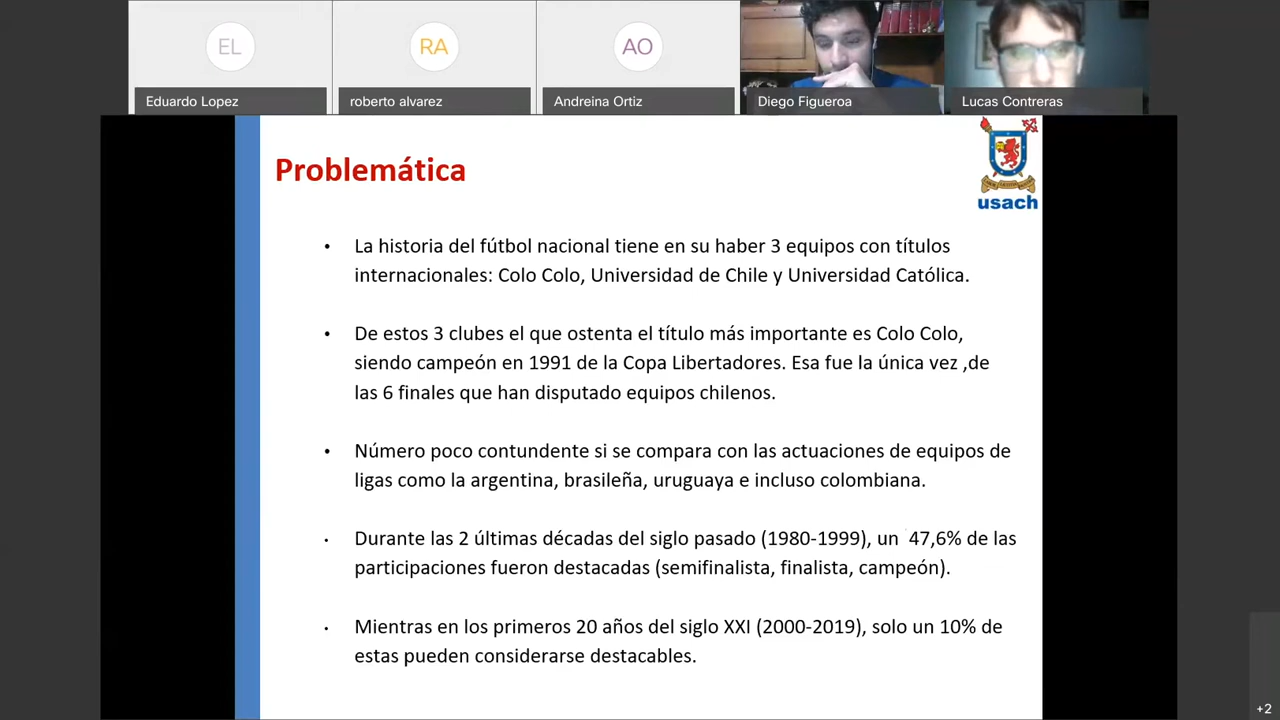 EL
RA
AO
Eduardo Lopez
roberto alvarez
Andreina Ortiz
Diego Figueroa
Lucas Contreras
Problemática
usach
• La historia del fútbol nacional tiene en su haber 3 equipos con títulos
internacionales: Colo Colo, Universidad de Chile y Universidad Católica.
• De estos 3 clubes el que ostenta el título más importante es Colo Colo,
siendo campeón en 1991 de la Copa Libertadores. Esa fue la única vez ,de
las 6 finales que han disputado equipos chilenos.
• Número poco contundente si se compara con las actuaciones de equipos de
ligas como la argentina, brasileña, uruguaya e incluso colombiana.
• Durante las 2 últimas décadas del siglo pasado (1980-1999), un 47,6% de las
participaciones fueron destacadas (semifinalista, finalista, campeón).
• Mientras en los primeros 20 años del siglo XXI (2000-2019), solo un 10% de
estas pueden considerarse destacables.
+2